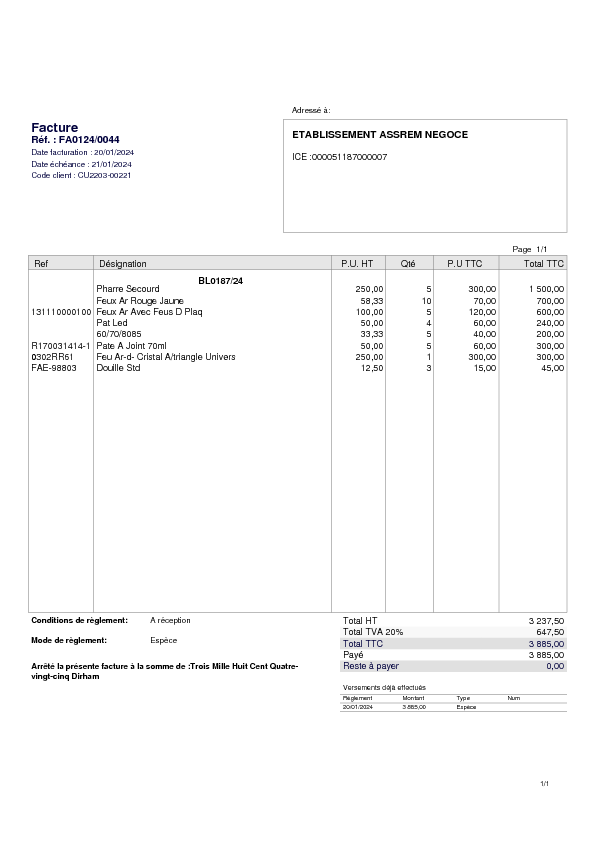 Adressé à:
Facture
Réf. : FA0124/0044
Date facturation : 20/01/2024
Date échéance : 21/01/2024
Code client : CU2203-00221
ETABLISSEMENT ASSREM NEGOCE
ICE :000051187000007
Page 1/1
Ref Désignation P.U. HT Qté P.U TTC Total TTC
BL0187/24
Pharre Secourd 250,00 5 300,00 1 500,00
Feux Ar Rouge Jaune 58,33 10 70,00 700,00
131110000100 Feux Ar Avec Feus D Plaq 100,00 5 120,00 600,00
Pat Led 50,00 4 60,00 240,00
60/70/8085 33,33 5 40,00 200,00
R170031414-1 Pate A Joint 70ml 50,00 5 60,00 300,00
0302RR61 Feu Ar-d- Cristal A/triangle Univers 250,00 1 300,00 300,00
FAE-98803 Douille Std 12,50 3 15,00 45,00
Conditions de règlement: A réception
Mode de règlement: Espèce
Arrêté la présente facture à la somme de :Trois Mille Huit Cent Quatre-
vingt-cinq Dirham
Total HT 3 237,50
Total TVA 20% 647,50
Total TTC 3 885,00
Payé 3 885,00
Reste à payer 0,00
Versements déjà effectués
Règlement Montant Type Num
20/01/2024 3 885,00 Espèce
1/1